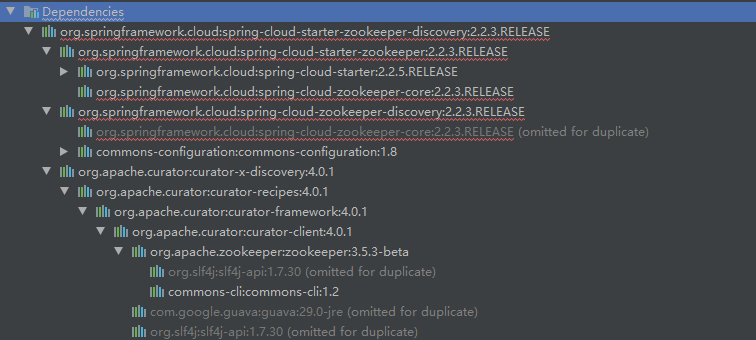 Dependencies
org.springframework.cloud:spring-cloud-starter-zookeeper-discovery:2.2.3.RELEASE
org.springframework.cloud:spring-cloud-starter-zookeeper:2.2.3.RELEASE
org.springframework.cloud:spring-cloud-starter:2.2.5.RELEASE
org.springframework.cloud:spring-cloud-zookeeper-core:2.2.3.RELEASE
org.springframework.cloud:spring-cloud-zookeeper-discovery:2.2.3.RELEASE
org.springframework.cloud:spring-cloud-zookeeper-core:2.2.3.RELEASE (omitted for duplicate)
commons-configuration:commons-configuration:1.8
org.apache.curator:curator-x-discovery:4.0.1
org.apache.curator:curator-recipes:4.0.1
org.apache.curator:curator-framework:4.0.1
org.apache.curator:curator-client:4.0.1
org.apache.zookeeper:zookeeper:3.5.3-beta
org.slf4j:slf4j-api:1.7.30 (omitted for duplicate)
commons-cli:commons-cli:1.2
com.google.guava:guava:29.0-jre (omitted for duplicate)
org.slf4j:slf4j-api:1.7.30 (omitted for duplicate)